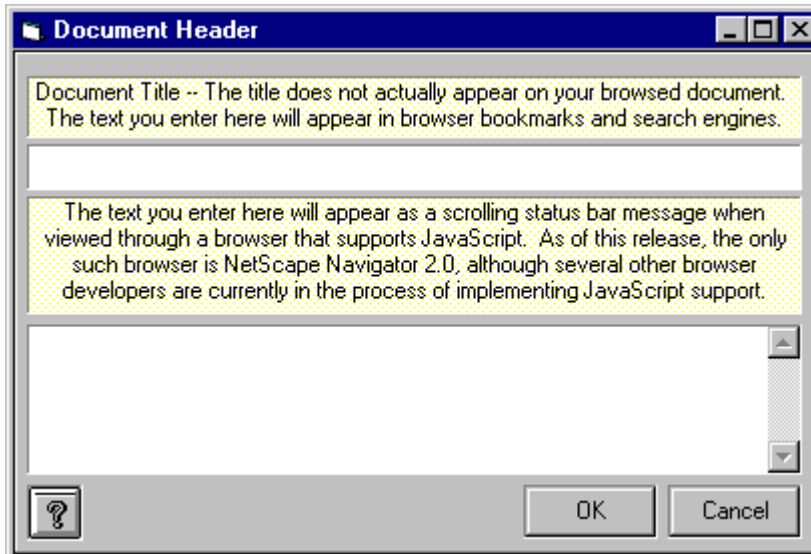 Document Header
Document Title -- The title does not actually appear on your browsed document.
The text you enter here will appear in browser bookmarks and search engines.
The text you enter here will appear as a scrolling status bar message when
viewed through a browser that supports JavaScript.  As of this release, the only
such browser is NetScape Navigator 2.0, although several other browser
developers are currently in the process of implementing JavaScript support.
?
OK
Cancel